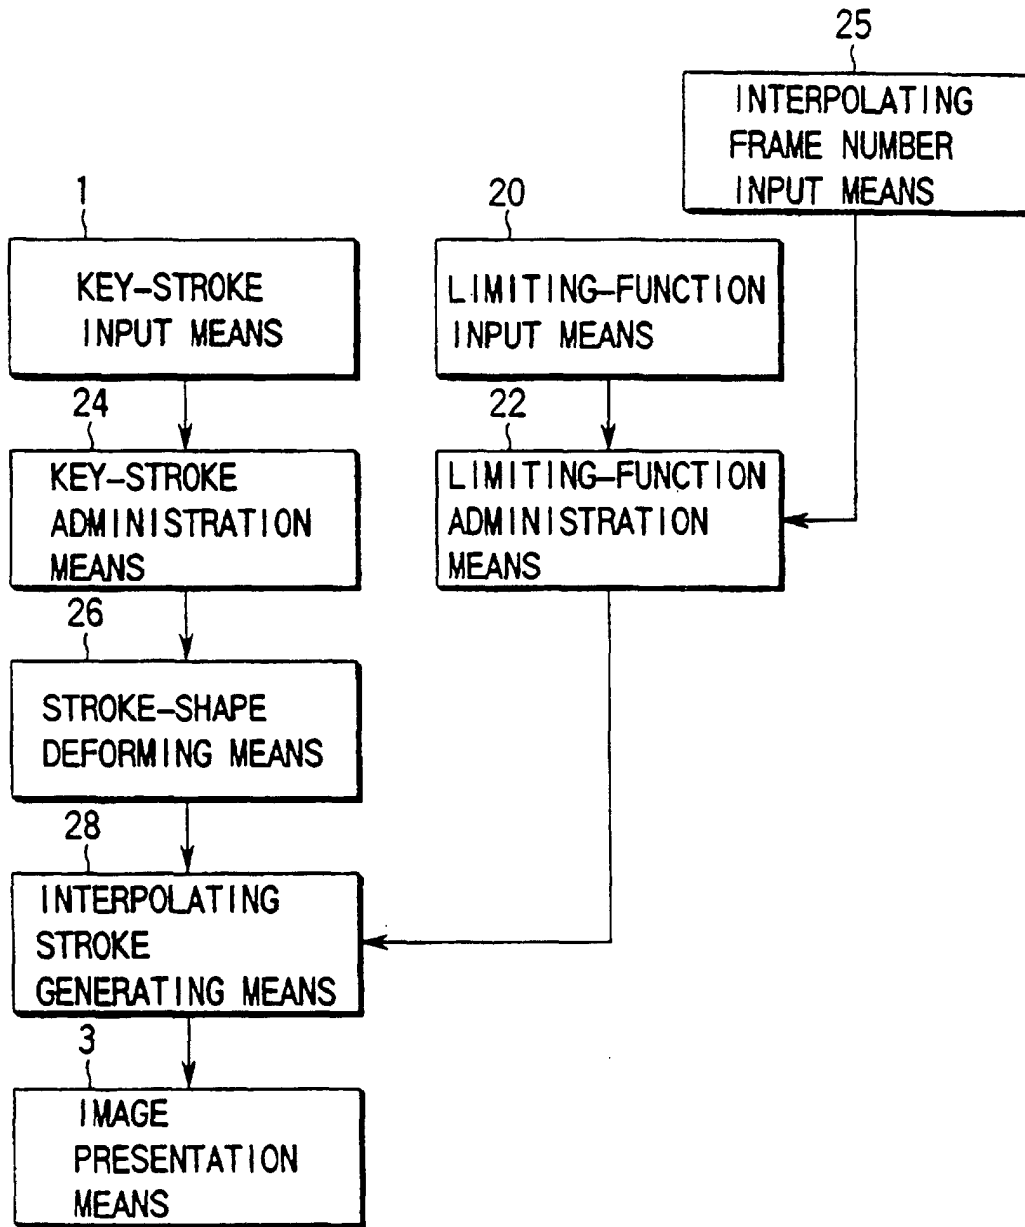 25
INTERPOLATING
FRAME NUMBER
INPUT MEANS
1
KEY-STROKE
INPUT MEANS
20
LIMITING-FUNCTION
INPUT MEANS
24
KEY-STROKE
ADMINISTRATION
MEANS
22
LIMITING-FUNCTION
ADMINISTRATION
MEANS
26
STROKE-SHAPE
DEFORMING MEANS
28
INTERPOLATING
STROKE
GENERATING MEANS
3
IMAGE
PRESENTATION
MEANS